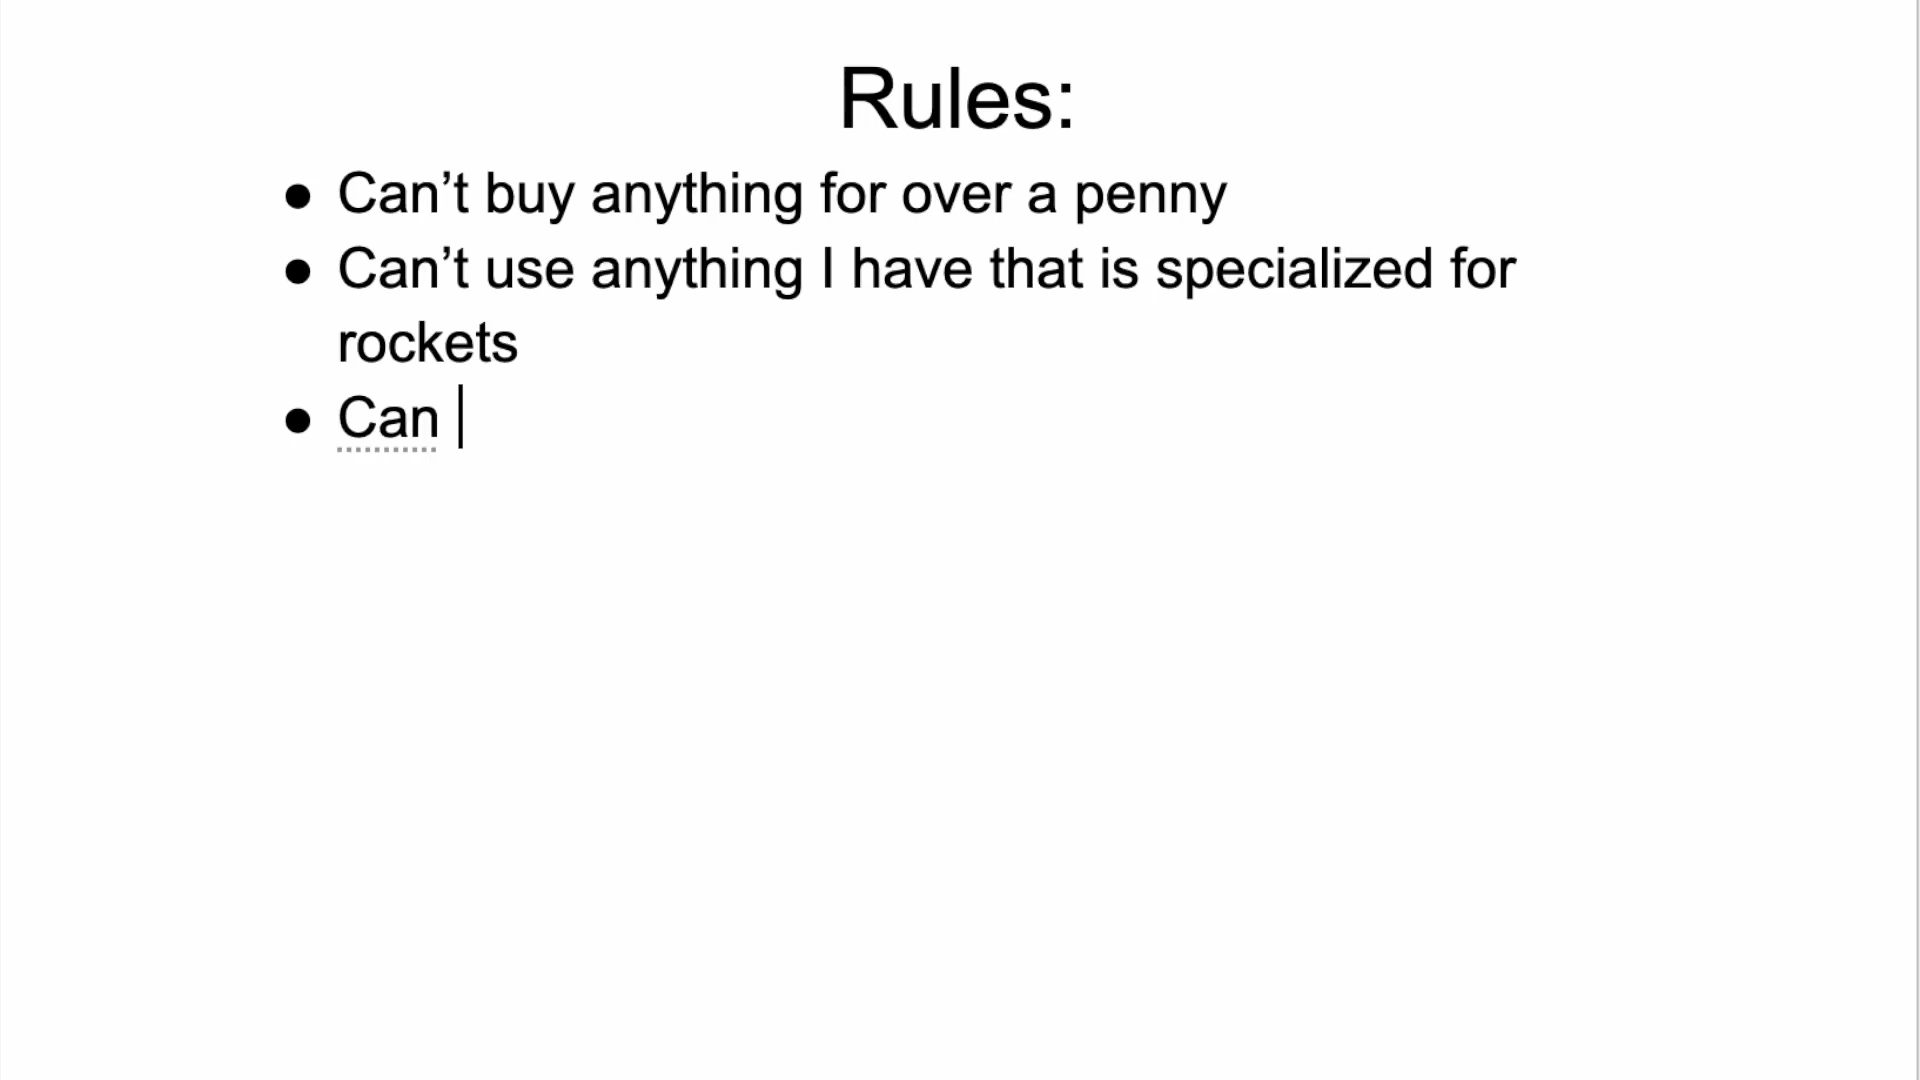 Rules:
● Can’t buy anything for over a penny
● Can’t use anything I have that is specialized for
rockets
● Can